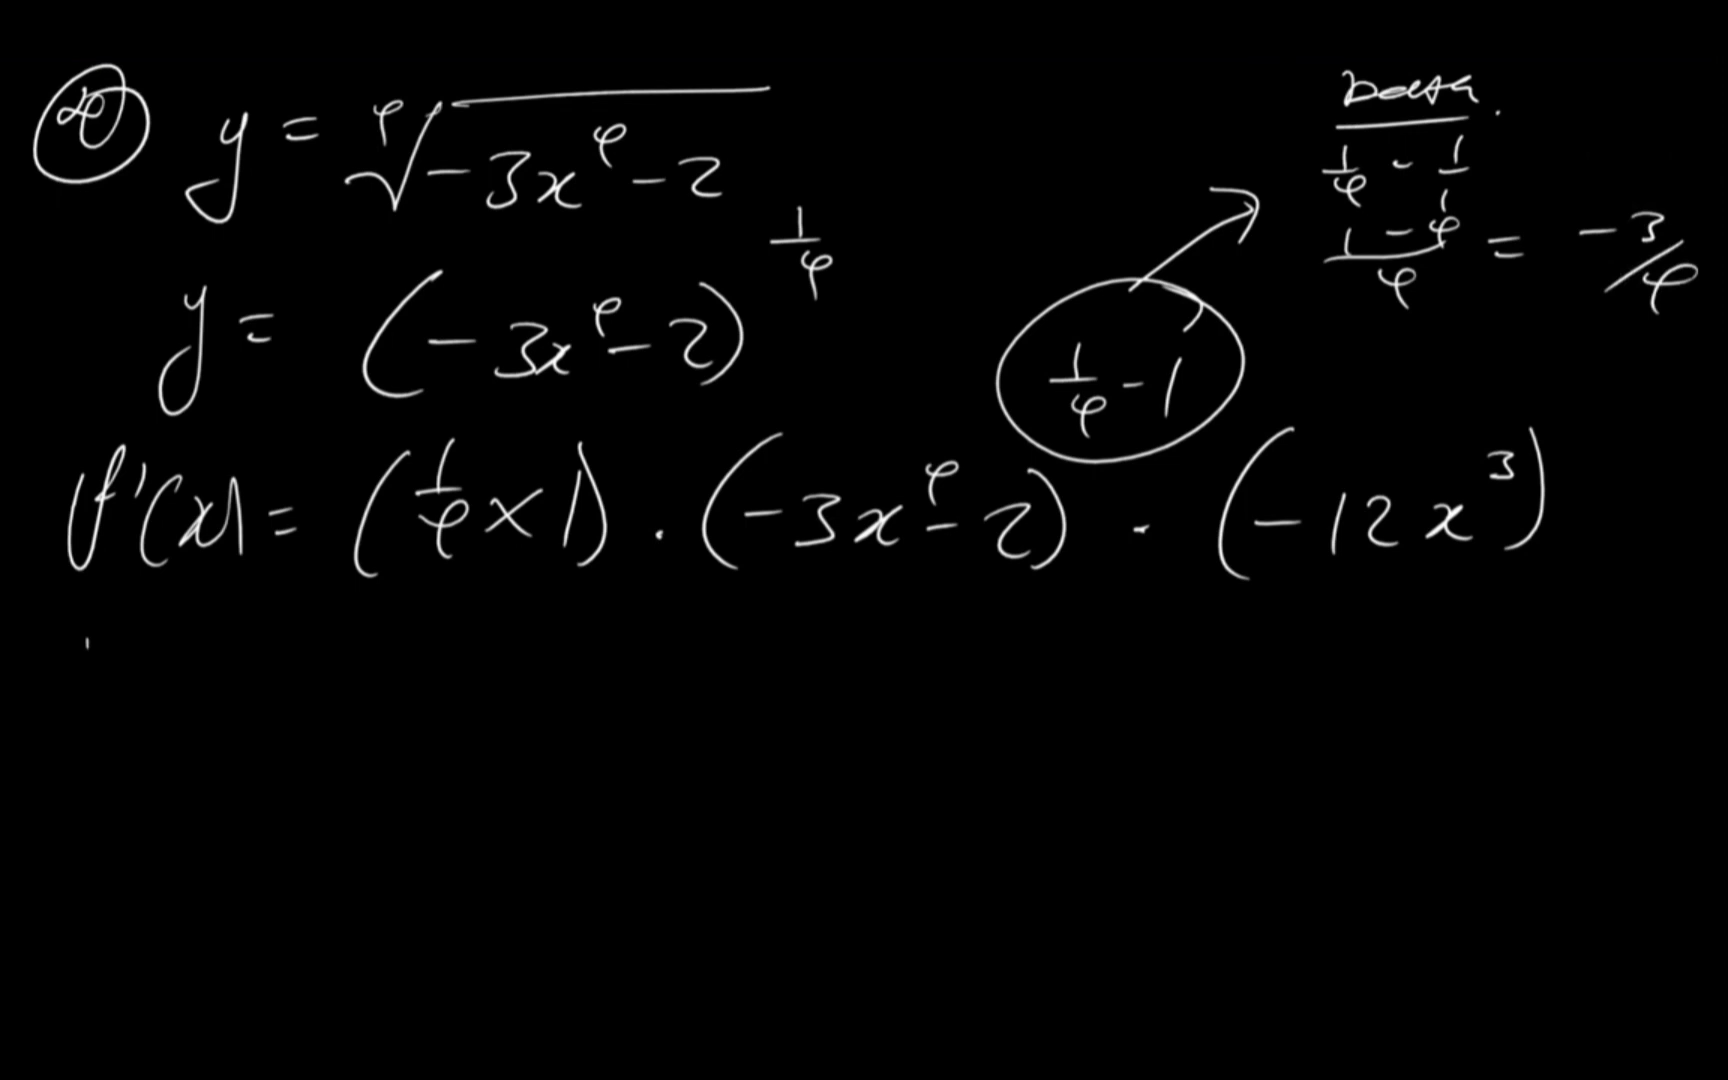 20
y = ⁴√(-3x⁴ - 2)
y = (-3x⁴ - 2)^(1/4)
f'(x) = (1/4 × 1) · (-3x⁴ - 2)^(1/4 - 1) · (-12x³)
1/4 - 1/1
(1 - 4)/4 = -3/4